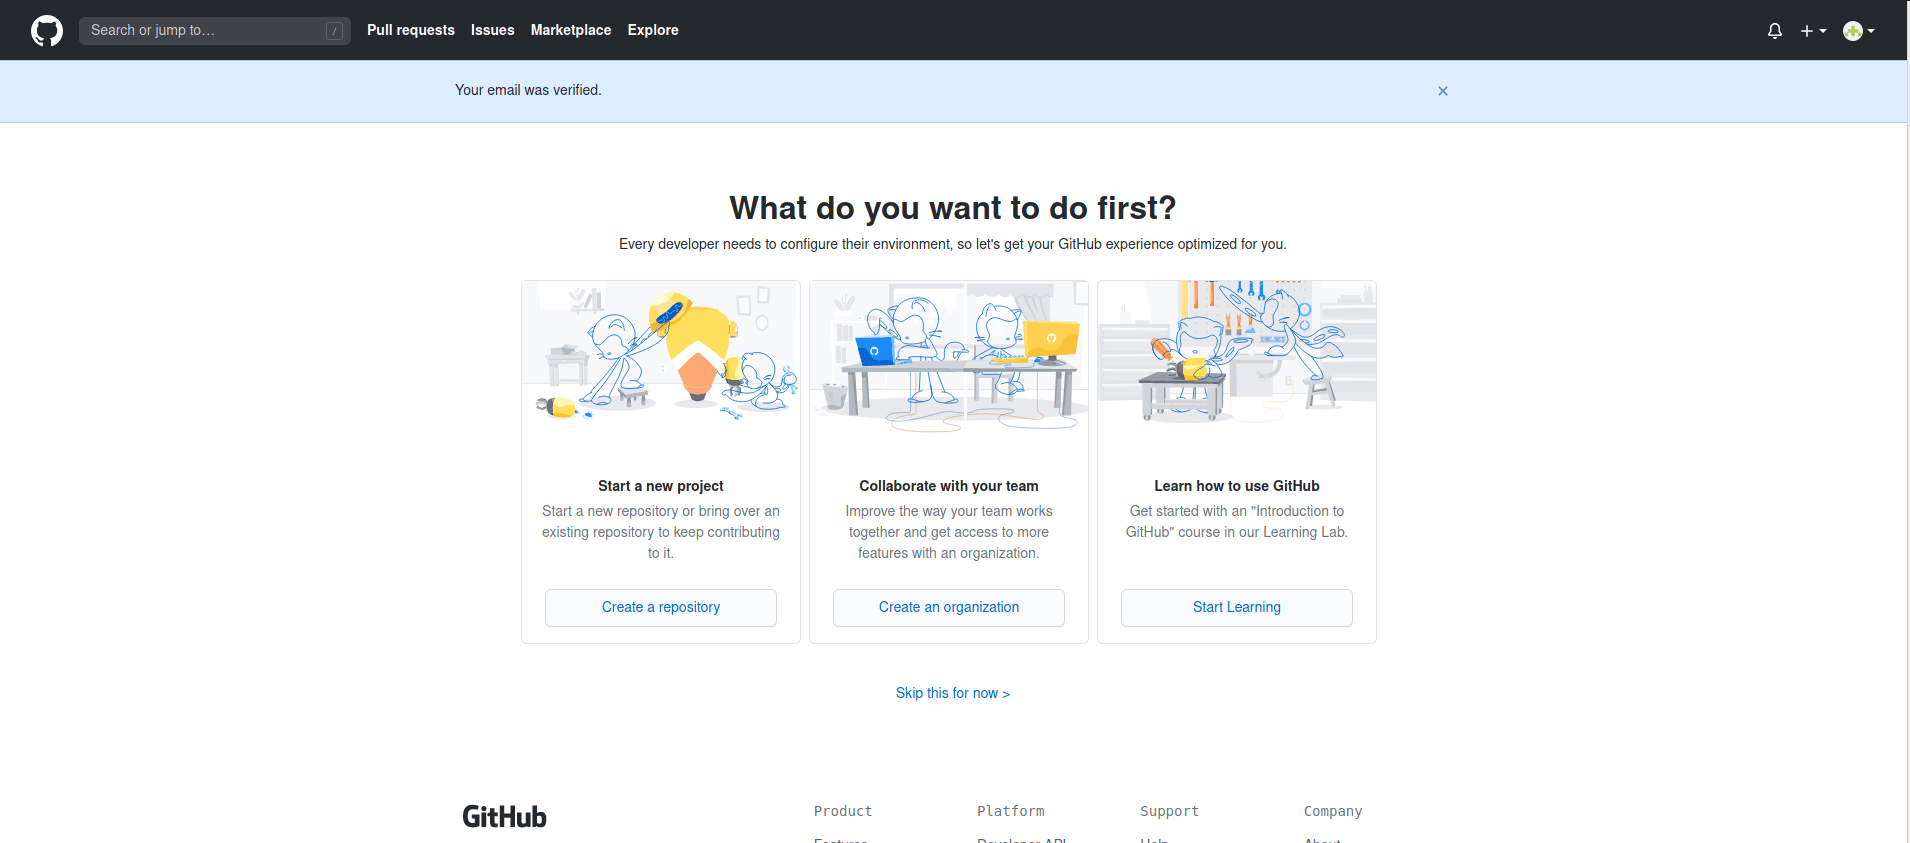 Search or jump to…
/
Pull requests
Issues
Marketplace
Explore
Your email was verified.
What do you want to do first?
Every developer needs to configure their environment, so let's get your GitHub experience optimized for you.
Start a new project
Start a new repository or bring over an
existing repository to keep contributing
to it.
Create a repository
Collaborate with your team
Improve the way your team works
together and get access to more
features with an organization.
Create an organization
Learn how to use GitHub
Get started with an "Introduction to
GitHub" course in our Learning Lab.
Start Learning
Skip this for now >
GitHub
Product
Platform
Support
Company
Features
Developer API
Help
About